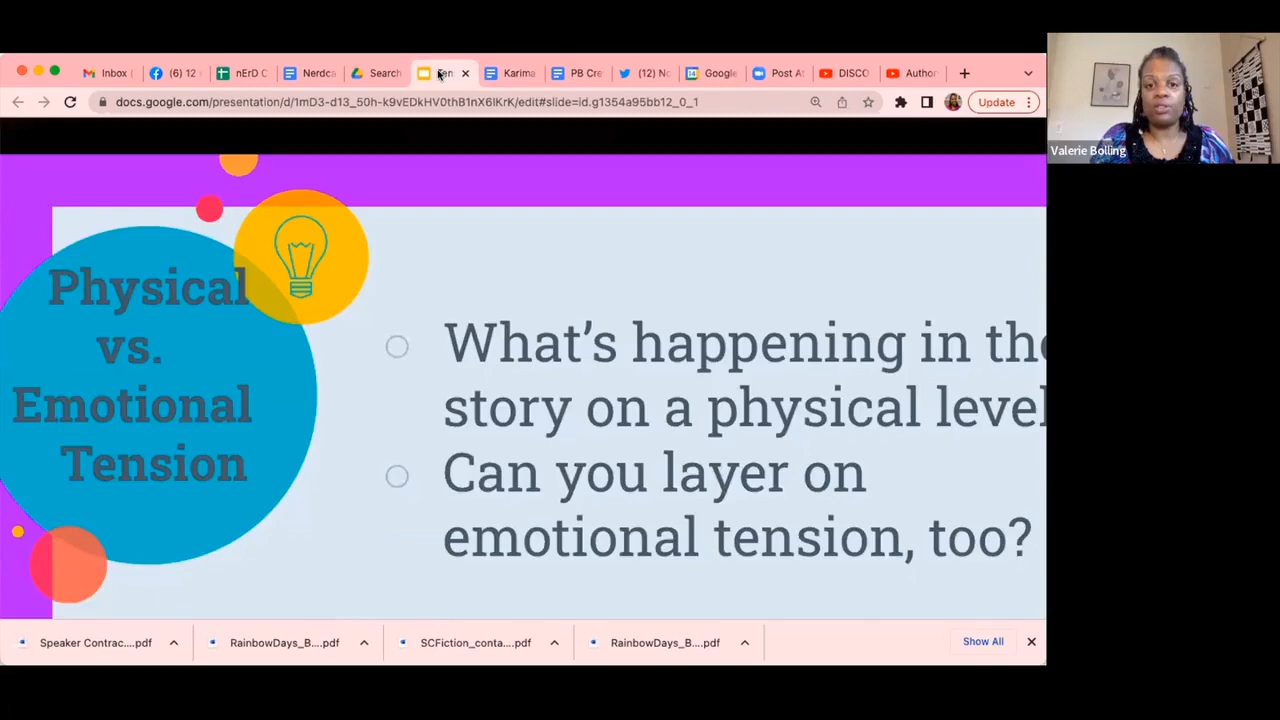 Inbox (
(6) 12
nErD C
Nerdca
Search
Ten
Karima
PB Cre
(12) No
Google
Post At
DISCO
Author
docs.google.com/presentation/d/1mD3-d13_50h-k9vEDkHV0thB1nX6lKrK/edit#slide=id.g1354a95bb12_0_1
Update
Valerie Bolling
Physical
vs.
Emotional
Tension
What's happening in the
story on a physical level
Can you layer on
emotional tension, too?
Speaker Contrac....pdf
RainbowDays_B....pdf
SCFiction_conta....pdf
RainbowDays_B....pdf
Show All